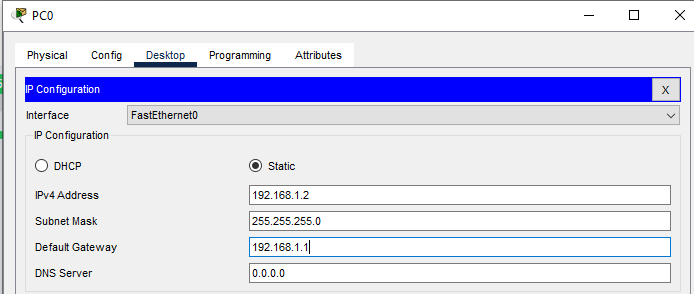 PC0
Physical Config Desktop Programming Attributes
IP Configuration X
Interface FastEthernet0
IP Configuration
DHCP Static
IPv4 Address 192.168.1.2
Subnet Mask 255.255.255.0
Default Gateway 192.168.1.1
DNS Server 0.0.0.0